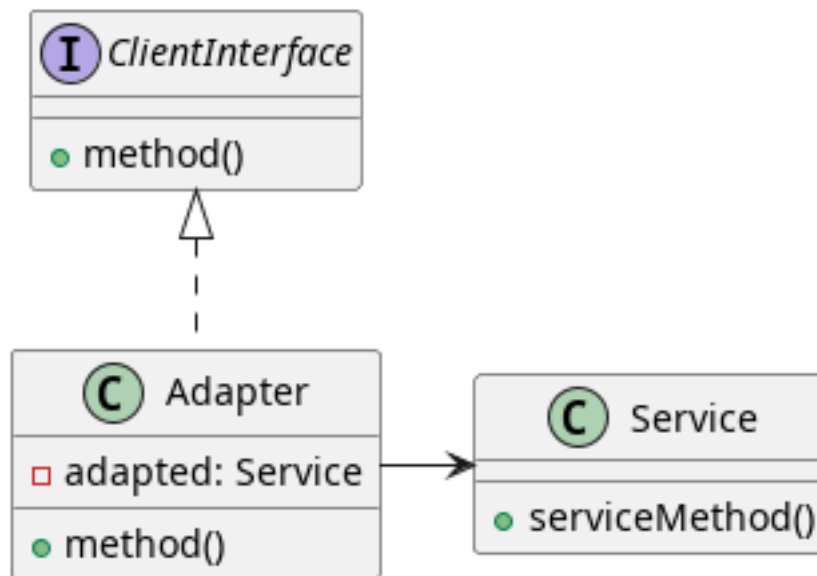 I ClientInterface
method()
C Adapter
adapted: Service
method()
C Service
serviceMethod()